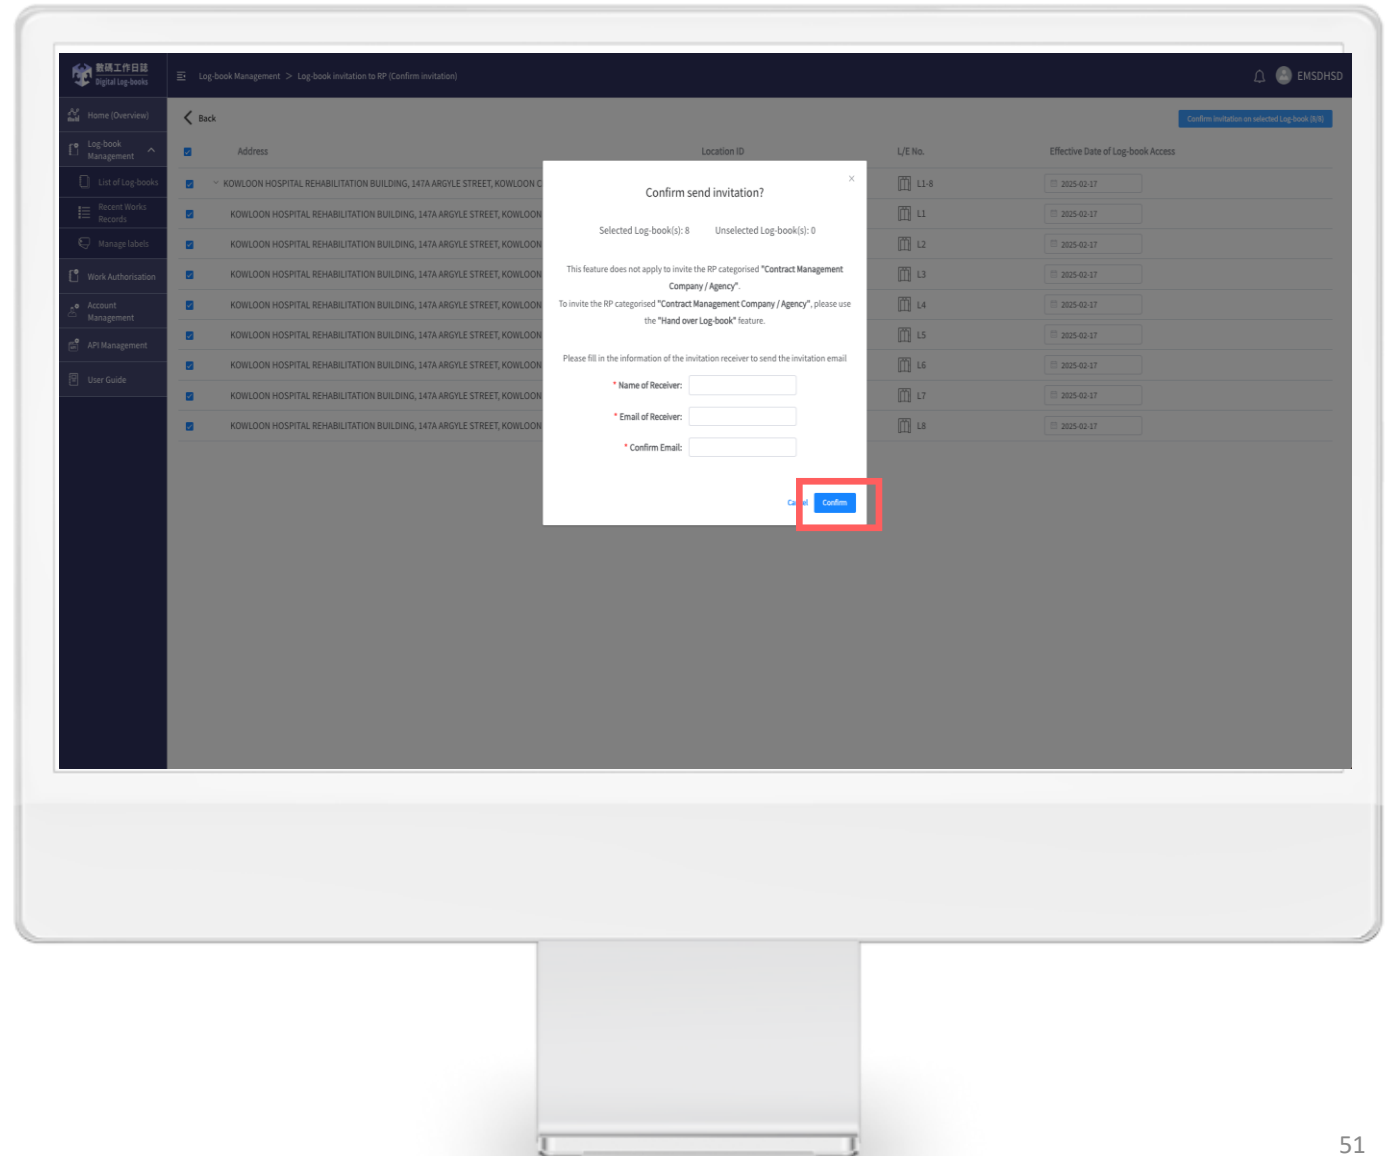 數碼工作日誌
Digital Log-books
Log-book Management > Log-book invitation to RP (Confirm invitation)
EMSDHSD
Home (Overview)
Log-book
Management
List of Log-books
Recent Works
Records
Manage labels
Work Authorisation
Account
Management
API Management
User Guide
Back
Confirm invitation on selected Log-book (8/8)
Address Location ID L/E No. Effective Date of Log-book Access
KOWLOON HOSPITAL REHABILITATION BUILDING, 147A ARGYLE STREET, KOWLOON C L1-8 2025-02-17
KOWLOON HOSPITAL REHABILITATION BUILDING, 147A ARGYLE STREET, KOWLOON L1 2025-02-17
KOWLOON HOSPITAL REHABILITATION BUILDING, 147A ARGYLE STREET, KOWLOON L2 2025-02-17
KOWLOON HOSPITAL REHABILITATION BUILDING, 147A ARGYLE STREET, KOWLOON L3 2025-02-17
KOWLOON HOSPITAL REHABILITATION BUILDING, 147A ARGYLE STREET, KOWLOON L4 2025-02-17
KOWLOON HOSPITAL REHABILITATION BUILDING, 147A ARGYLE STREET, KOWLOON L5 2025-02-17
KOWLOON HOSPITAL REHABILITATION BUILDING, 147A ARGYLE STREET, KOWLOON L6 2025-02-17
KOWLOON HOSPITAL REHABILITATION BUILDING, 147A ARGYLE STREET, KOWLOON L7 2025-02-17
KOWLOON HOSPITAL REHABILITATION BUILDING, 147A ARGYLE STREET, KOWLOON L8 2025-02-17
Confirm send invitation?
Selected Log-book(s): 8 Unselected Log-book(s): 0
This feature does not apply to invite the RP categorised "Contract Management
Company / Agency".
To invite the RP categorised "Contract Management Company / Agency", please use
the "Hand over Log-book" feature.
Please fill in the information of the invitation receiver to send the invitation email
* Name of Receiver:
* Email of Receiver:
* Confirm Email:
Confirm
51